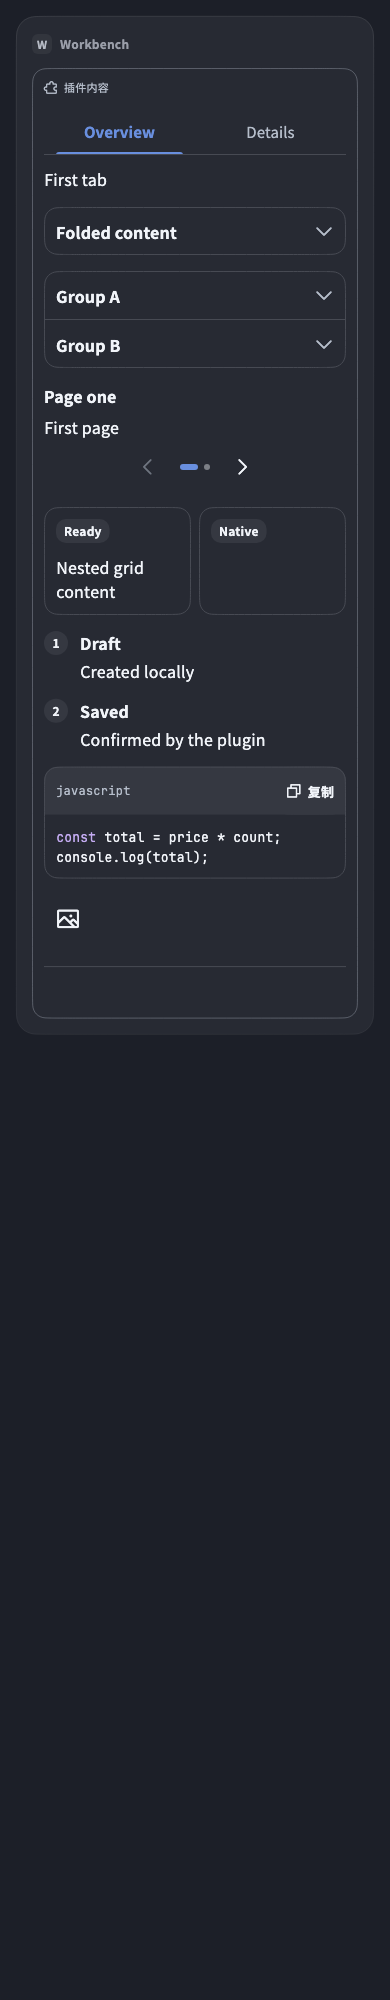 W Workbench
插件内容
Overview Details
First tab
Folded content
Group A
Group B
Page one
First page
Ready Native
Nested grid
content
1 Draft
Created locally
2 Saved
Confirmed by the plugin
javascript 复制
const total = price * count;
console.log(total);